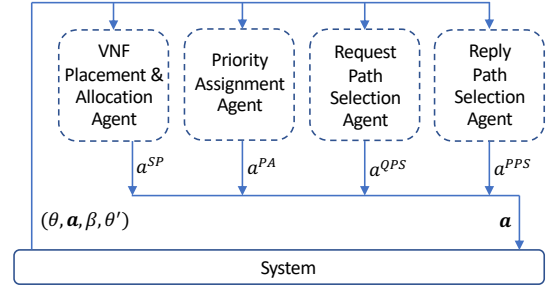 VNF
Placement &
Allocation
Agent
Priority
Assignment
Agent
Request
Path
Selection
Agent
Reply
Path
Selection
Agent
a^{SP}
a^{PA}
a^{QPS}
a^{PPS}
(θ, a, β, θ′)
a
System